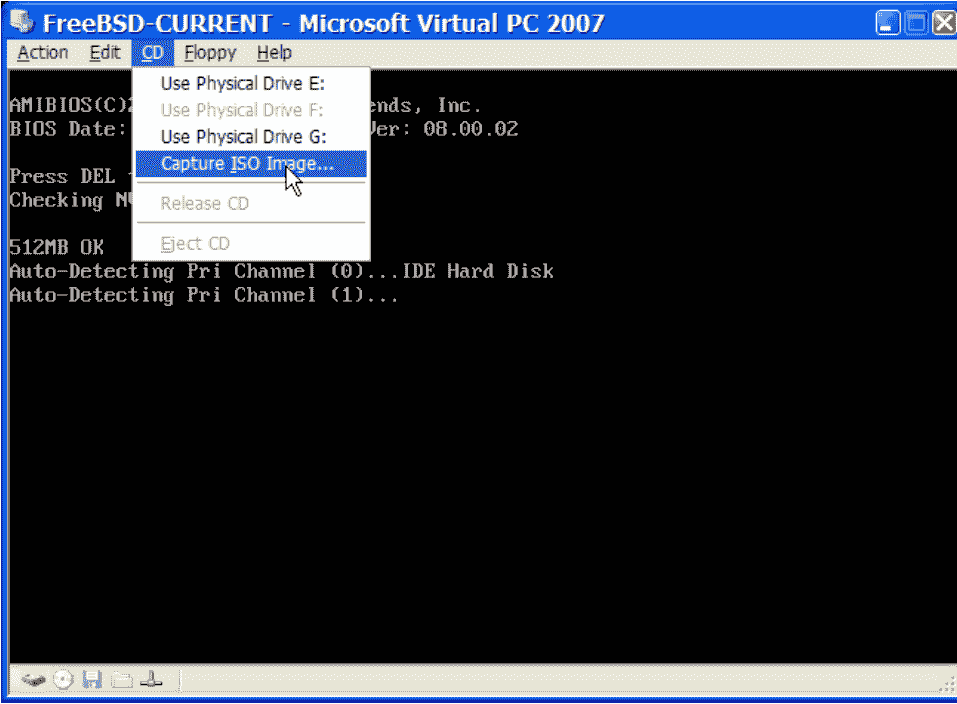 FreeBSD-CURRENT - Microsoft Virtual PC 2007
Action Edit CD Floppy Help
Use Physical Drive E:
Use Physical Drive F:
Use Physical Drive G:
Capture ISO Image...
Release CD
Eject CD
AMIBIOS(C) ends, Inc.
BIOS Date: Ver: 08.00.02
Press DEL
Checking
512MB OK
Auto-Detecting Pri Channel (0)...IDE Hard Disk
Auto-Detecting Pri Channel (1)...